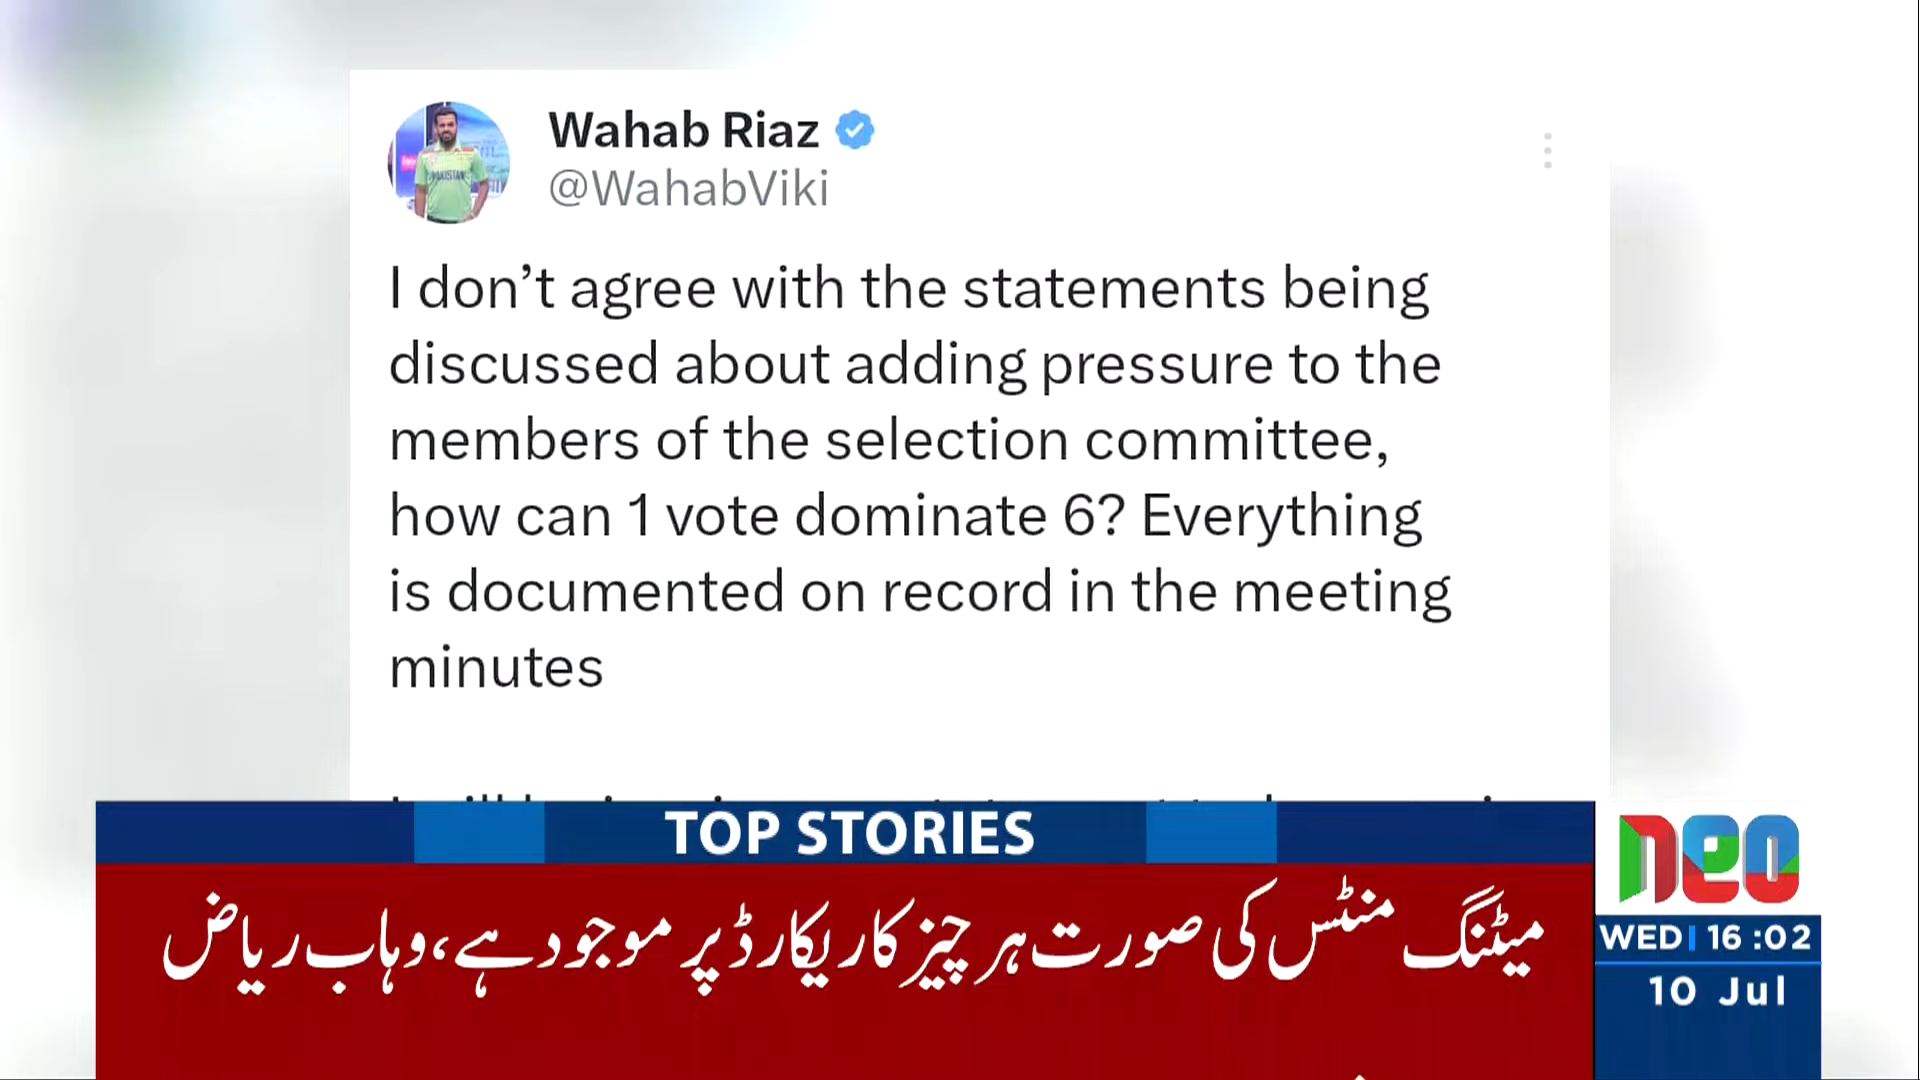 Wahab Riaz
@WahabViki
I don’t agree with the statements being
discussed about adding pressure to the
members of the selection committee,
how can 1 vote dominate 6? Everything
is documented on record in the meeting
minutes
TOP STORIES
میٹنگ منٹس کی صورت ہر چیز کا ریکارڈ پر موجود ہے، وہاب ریاض
neo
WED 16:02
10 Jul